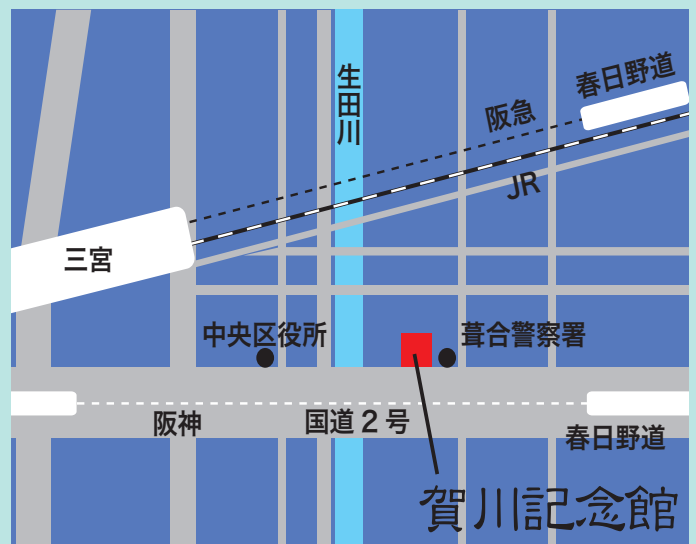 生田川
春日野道
阪急
JR
三宮
中央区役所
葺合警察署
阪神
国道2号
春日野道
賀川記念館